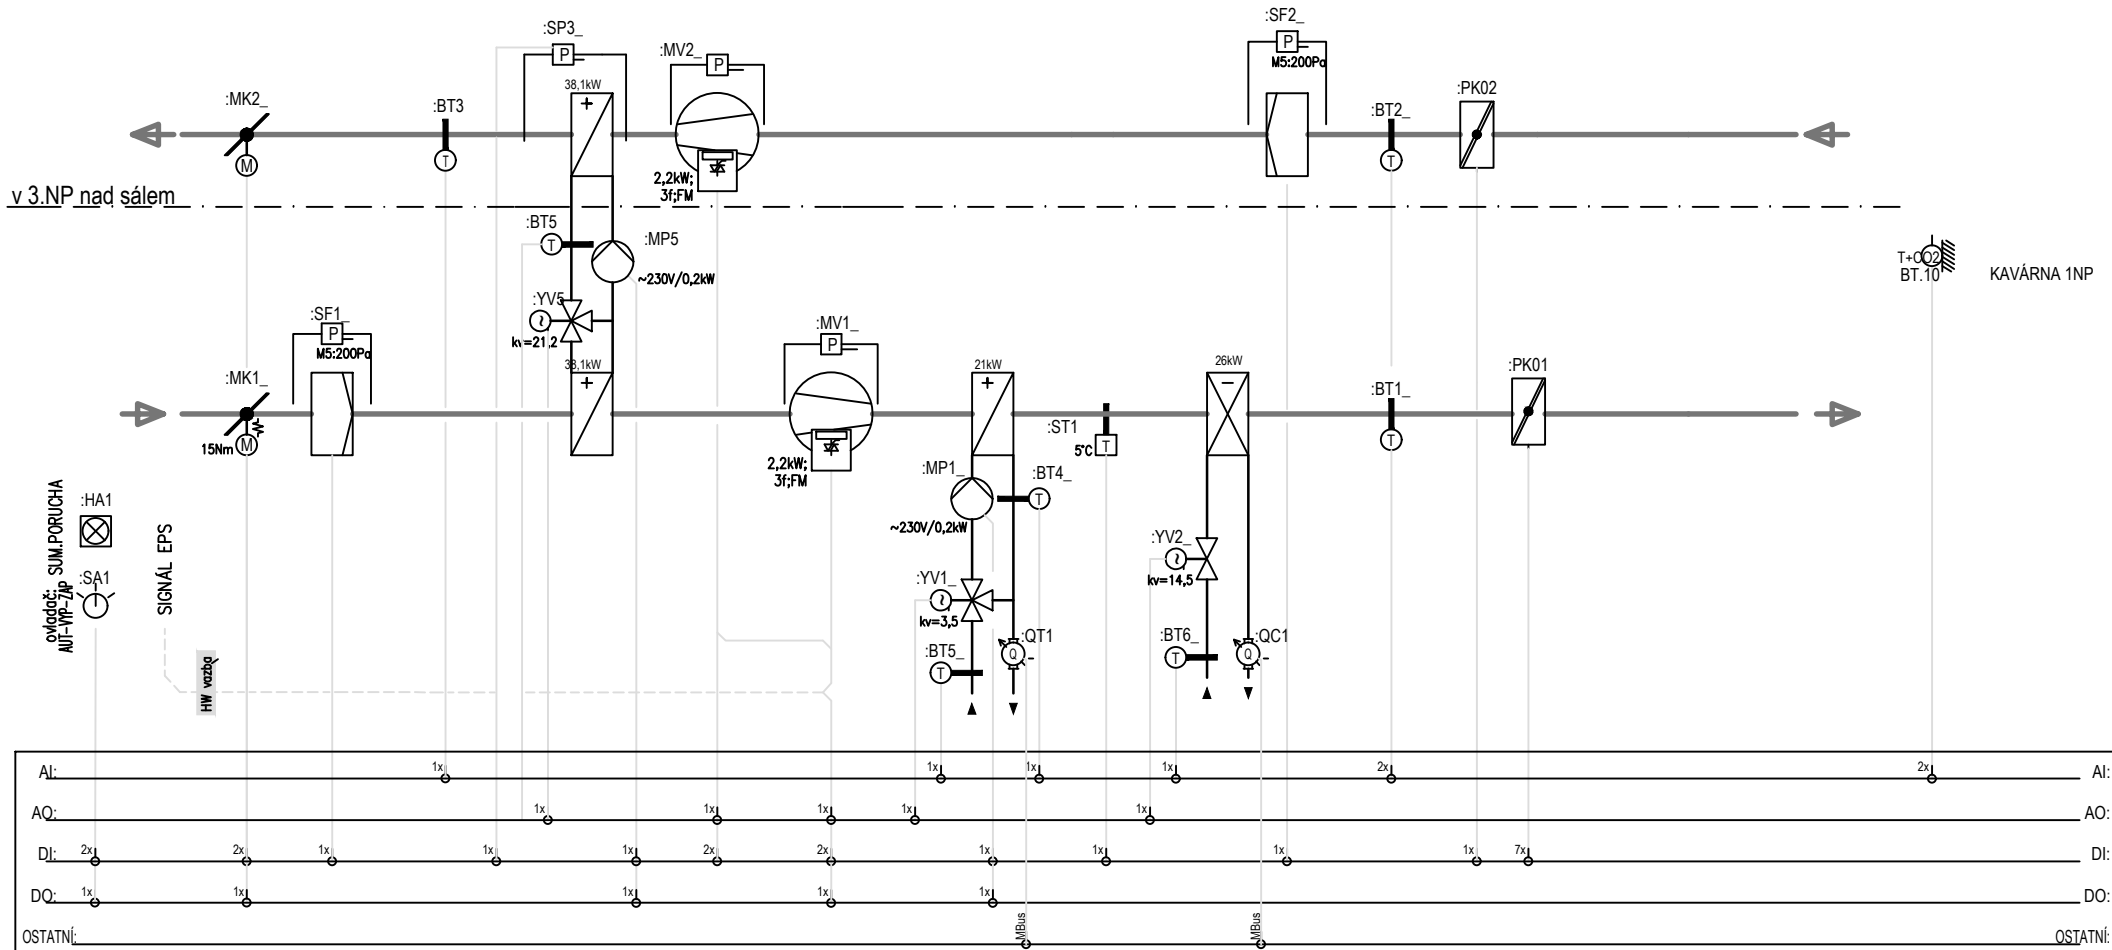 :SP3_
:SF2_
P
:MV2_
P
P
M5:200Pa
38,1kW
:MK2_
:BT3
+
:PK02
:BT2_
M
T
T
2,2kW;
3f;FM
v 3.NP nad sálem
:BT5
T
:MP5
~230V/0,2kW
T+CO2
BT.10
KAVÁRNA 1NP
:YV5
kv=21,2
:SF1_
P
M5:200Pa
:MV1_
P
:MK1_
38,1kW
+
21kW
+
26kW
−
:PK01
:BT1_
15Nm
M
:ST1
5°C
T
T
2,2kW;
3f;FM
:MP1_
~230V/0,2kW
:BT4_
T
SUM.PORUCHA
:HA1
SIGNÁL EPS
ovladač:
AUT-VYP-ZAP
:SA1
:YV2_
kv=14,5
:YV1_
kv=3,5
:BT5_
T
:QT1
Q
:BT6_
T
:QC1
Q
HW vazba
AI:
1x
1x
1x
1x
2x
2x
AI:
AO:
1x
1x
1x
1x
1x
AO:
DI:
2x
2x
1x
1x
1x
2x
2x
1x
1x
1x
1x
7x
DI:
DO:
1x
1x
1x
1x
1x
DO:
OSTATNÍ:
MBus
MBus
OSTATNÍ: